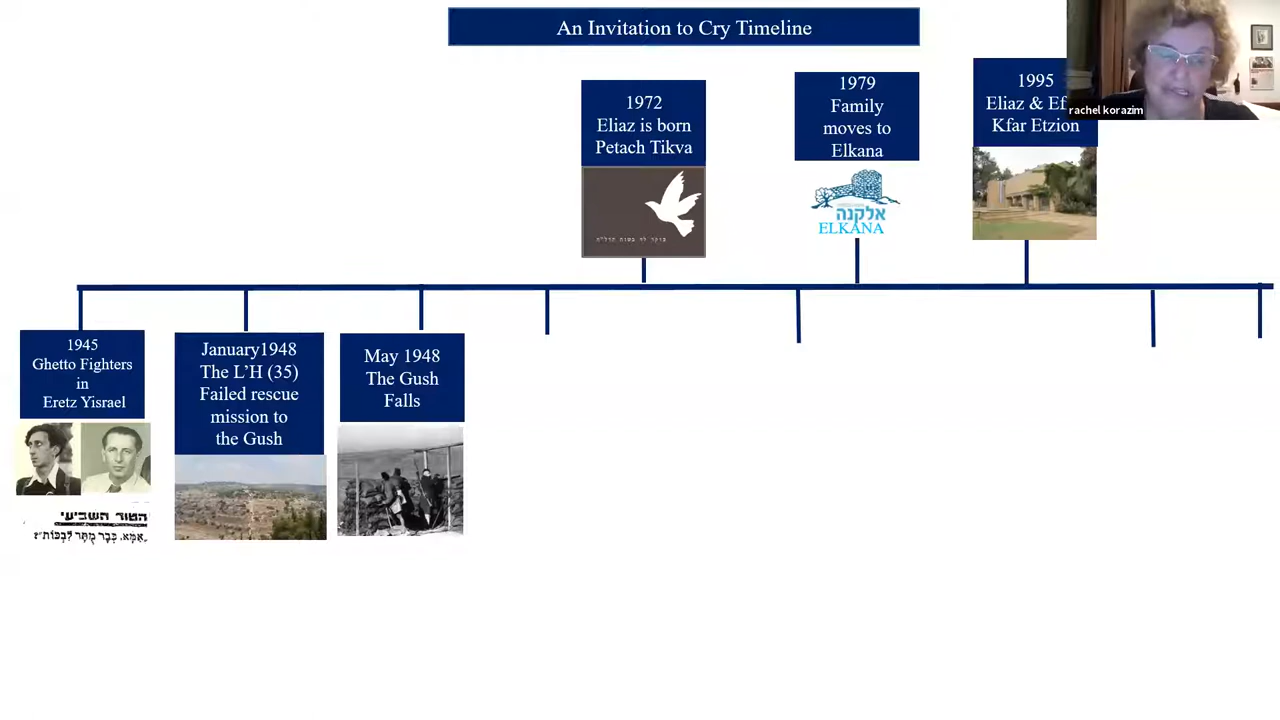 An Invitation to Cry Timeline
rachel korazim
1972
Eliaz is born
Petach Tikva
1979
Family
moves to
Elkana
אלקנה
ELKANA
1995
Eliaz &
Kfar Etzion
1945
Ghetto Fighters
in
Eretz Yisrael
הטור השביעי
"אִמָּא, כְּבָר מֻתָּר לִבְכּוֹת?"
January1948
The L'H (35)
Failed rescue
mission to
the Gush
May 1948
The Gush
Falls